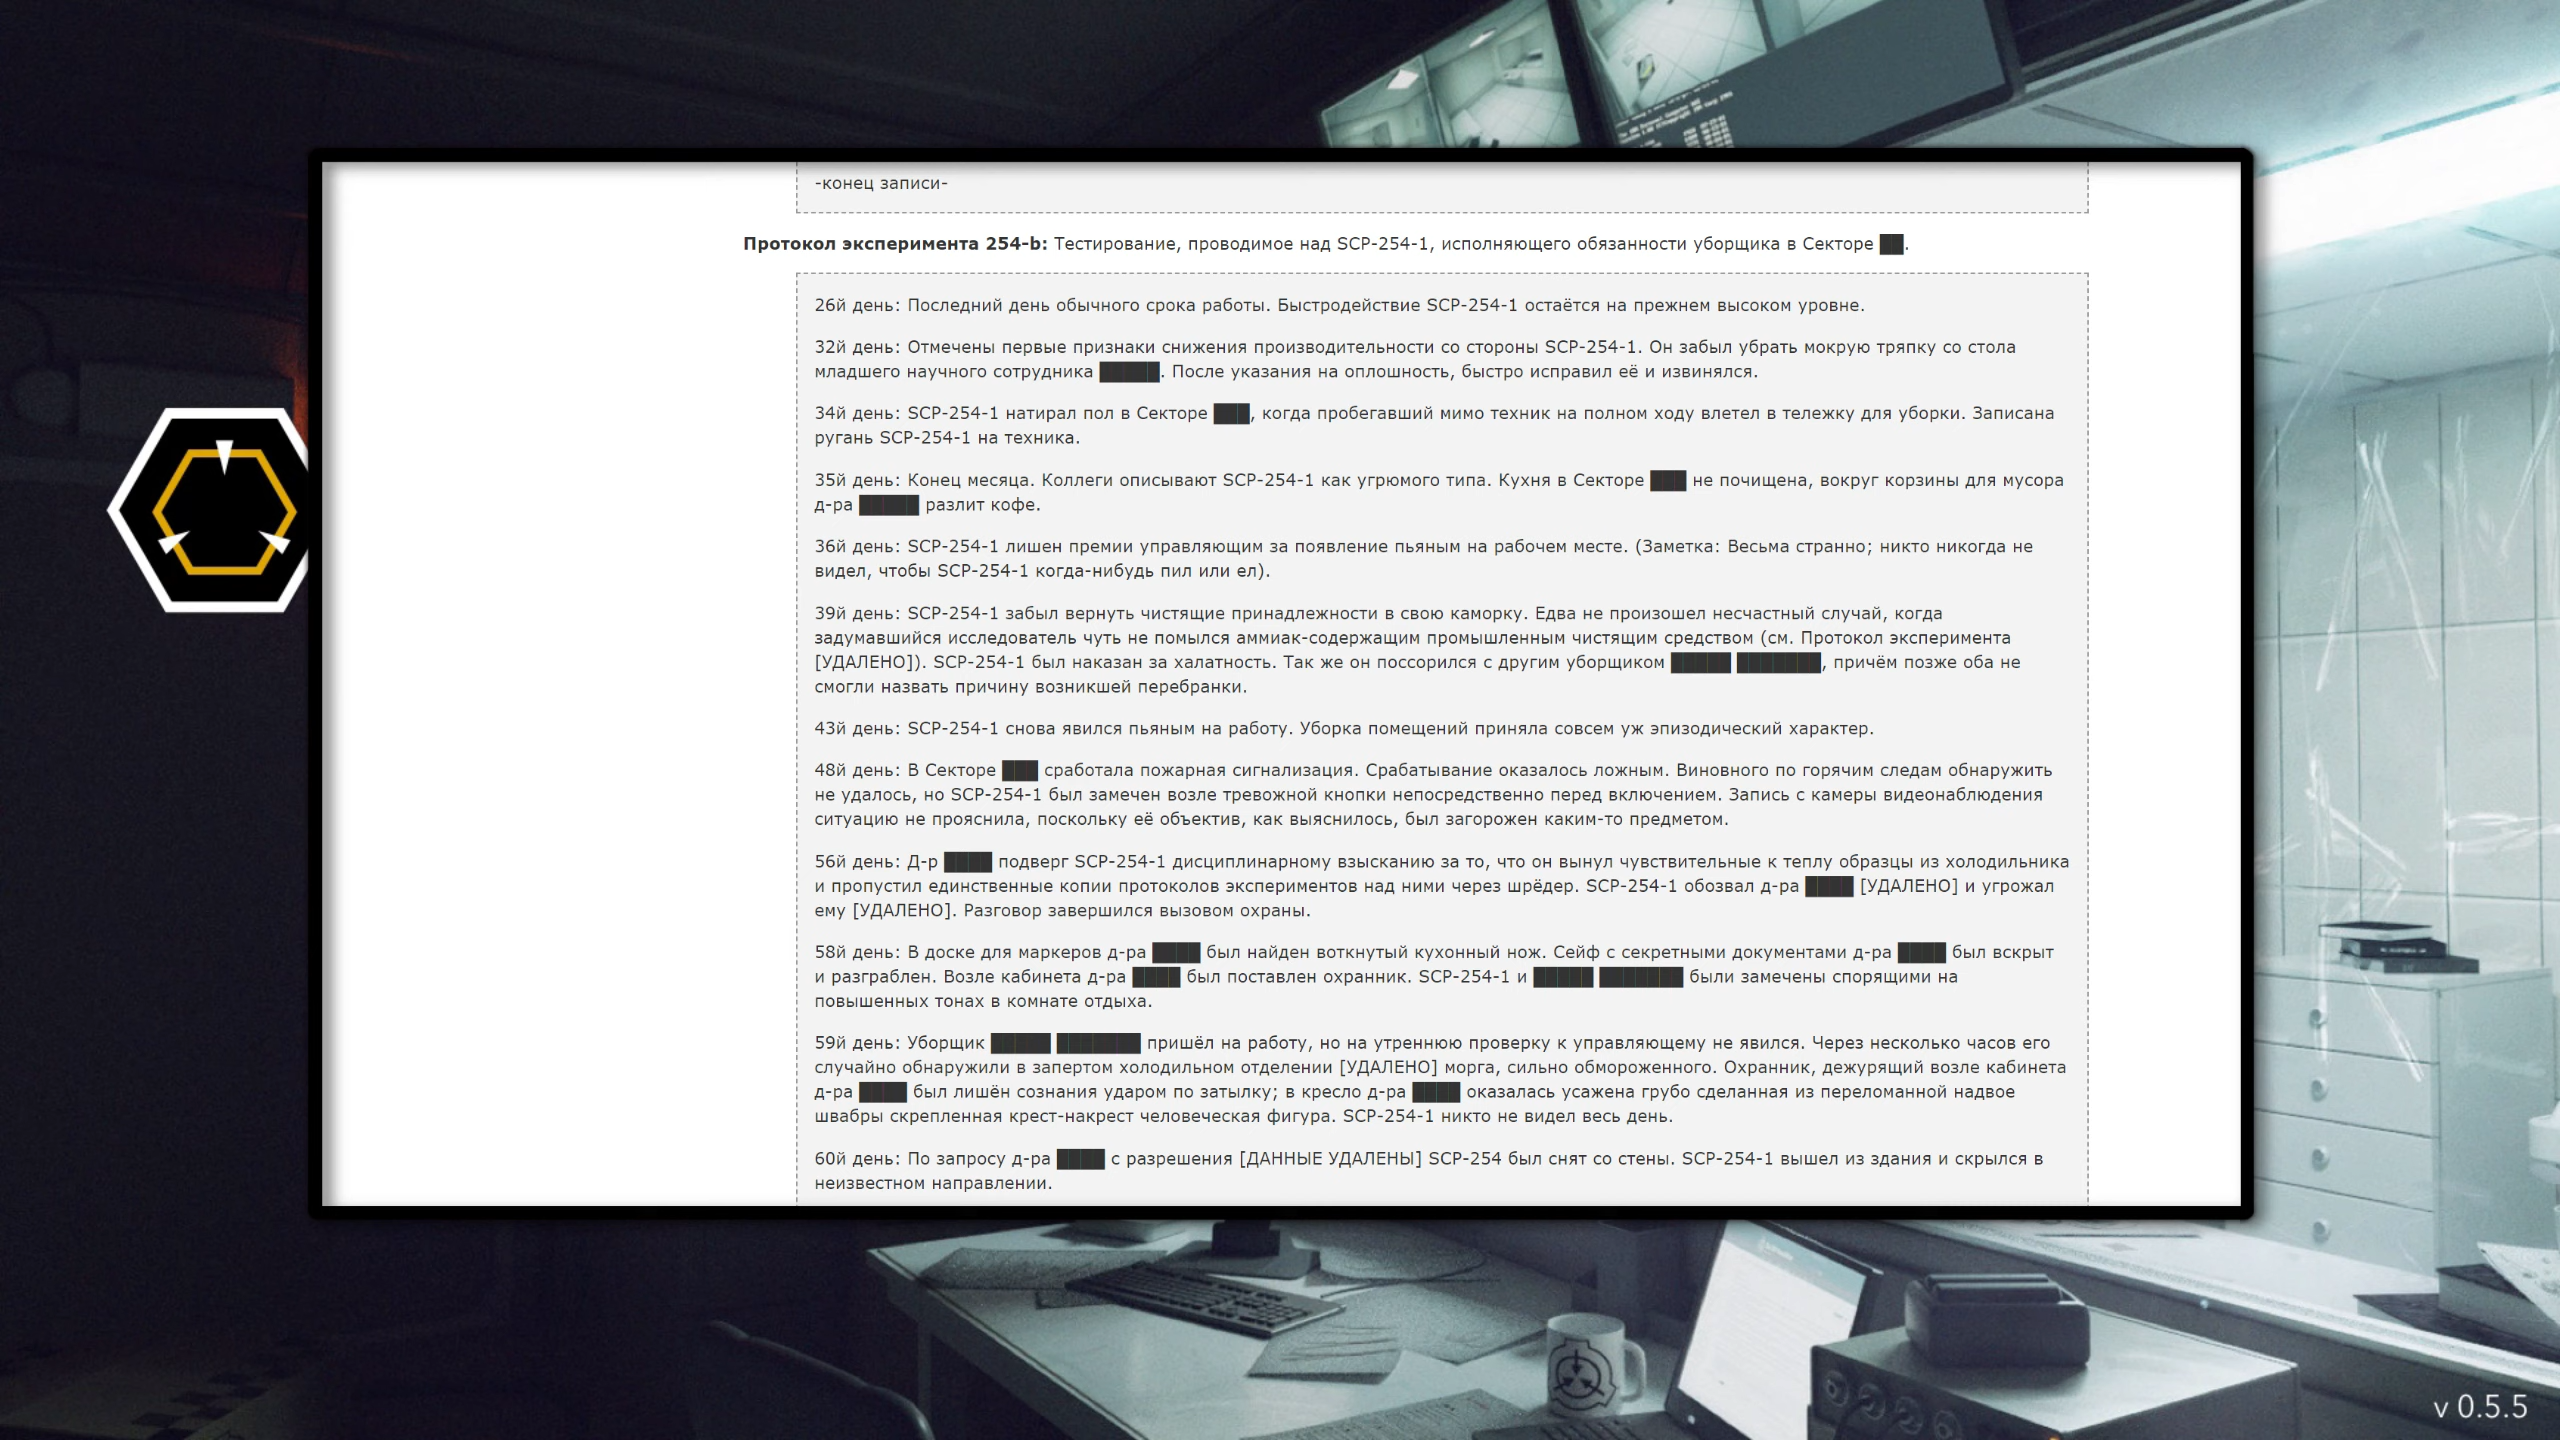 -конец записи-
Протокол эксперимента 254-b: Тестирование, проводимое над SCP-254-1, исполняющего обязанности уборщика в Секторе ██.
26й день: Последний день обычного срока работы. Быстродействие SCP-254-1 остаётся на прежнем высоком уровне.
32й день: Отмечены первые признаки снижения производительности со стороны SCP-254-1. Он забыл убрать мокрую тряпку со стола
младшего научного сотрудника █████. После указания на оплошность, быстро исправил её и извинялся.
34й день: SCP-254-1 натирал пол в Секторе ███, когда пробегавший мимо техник на полном ходу влетел в тележку для уборки. Записана
ругань SCP-254-1 на техника.
35й день: Конец месяца. Коллеги описывают SCP-254-1 как угрюмого типа. Кухня в Секторе ███ не почищена, вокруг корзины для мусора
д-ра █████ разлит кофе.
36й день: SCP-254-1 лишен премии управляющим за появление пьяным на рабочем месте. (Заметка: Весьма странно; никто никогда не
видел, чтобы SCP-254-1 когда-нибудь пил или ел).
39й день: SCP-254-1 забыл вернуть чистящие принадлежности в свою каморку. Едва не произошел несчастный случай, когда
задумавшийся исследователь чуть не помылся аммиак-содержащим промышленным чистящим средством (см. Протокол эксперимента
[УДАЛЕНО]). SCP-254-1 был наказан за халатность. Так же он поссорился с другим уборщиком █████ ███████, причём позже оба не
смогли назвать причину возникшей перебранки.
43й день: SCP-254-1 снова явился пьяным на работу. Уборка помещений приняла совсем уж эпизодический характер.
48й день: В Секторе ███ сработала пожарная сигнализация. Срабатывание оказалось ложным. Виновного по горячим следам обнаружить
не удалось, но SCP-254-1 был замечен возле тревожной кнопки непосредственно перед включением. Запись с камеры видеонаблюдения
ситуацию не прояснила, поскольку её объектив, как выяснилось, был загорожен каким-то предметом.
56й день: Д-р ████ подверг SCP-254-1 дисциплинарному взысканию за то, что он вынул чувствительные к теплу образцы из холодильника
и пропустил единственные копии протоколов экспериментов над ними через шрёдер. SCP-254-1 обозвал д-ра ████ [УДАЛЕНО] и угрожал
ему [УДАЛЕНО]. Разговор завершился вызовом охраны.
58й день: В доске для маркеров д-ра ████ был найден воткнутый кухонный нож. Сейф с секретными документами д-ра ████ был вскрыт
и разграблен. Возле кабинета д-ра ████ был поставлен охранник. SCP-254-1 и █████ ███████ были замечены спорящими на
повышенных тонах в комнате отдыха.
59й день: Уборщик █████ ███████ пришёл на работу, но на утреннюю проверку к управляющему не явился. Через несколько часов его
случайно обнаружили в запертом холодильном отделении [УДАЛЕНО] морга, сильно обмороженного. Охранник, дежурящий возле кабинета
д-ра ████ был лишён сознания ударом по затылку; в кресло д-ра ████ оказалась усажена грубо сделанная из переломанной надвое
швабры скрепленная крест-накрест человеческая фигура. SCP-254-1 никто не видел весь день.
60й день: По запросу д-ра ████ с разрешения [ДАННЫЕ УДАЛЕНЫ] SCP-254 был снят со стены. SCP-254-1 вышел из здания и скрылся в
неизвестном направлении.
v 0.5.5